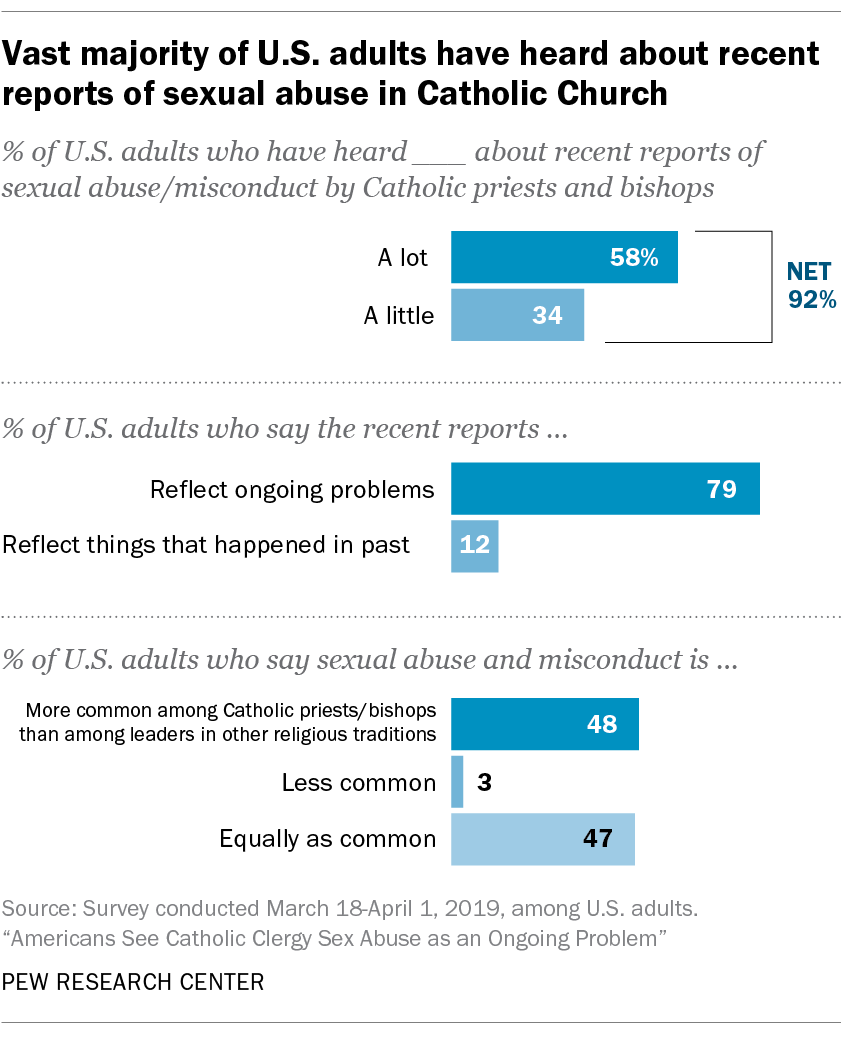 Vast majority of U.S. adults have heard about recent
reports of sexual abuse in Catholic Church
% of U.S. adults who have heard ___ about recent reports of
sexual abuse/misconduct by Catholic priests and bishops
A lot 58%
A little 34
NET
92%
% of U.S. adults who say the recent reports ...
Reflect ongoing problems 79
Reflect things that happened in past 12
% of U.S. adults who say sexual abuse and misconduct is ...
More common among Catholic priests/bishops
than among leaders in other religious traditions
48
Less common 3
Equally as common 47
Source: Survey conducted March 18-April 1, 2019, among U.S. adults.
“Americans See Catholic Clergy Sex Abuse as an Ongoing Problem”
PEW RESEARCH CENTER